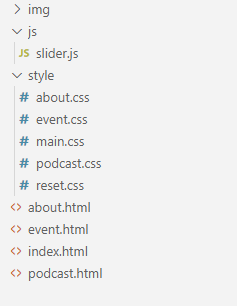 img
js
JS slider.js
style
# about.css
# event.css
# main.css
# podcast.css
# reset.css
<> about.html
<> event.html
<> index.html
<> podcast.html